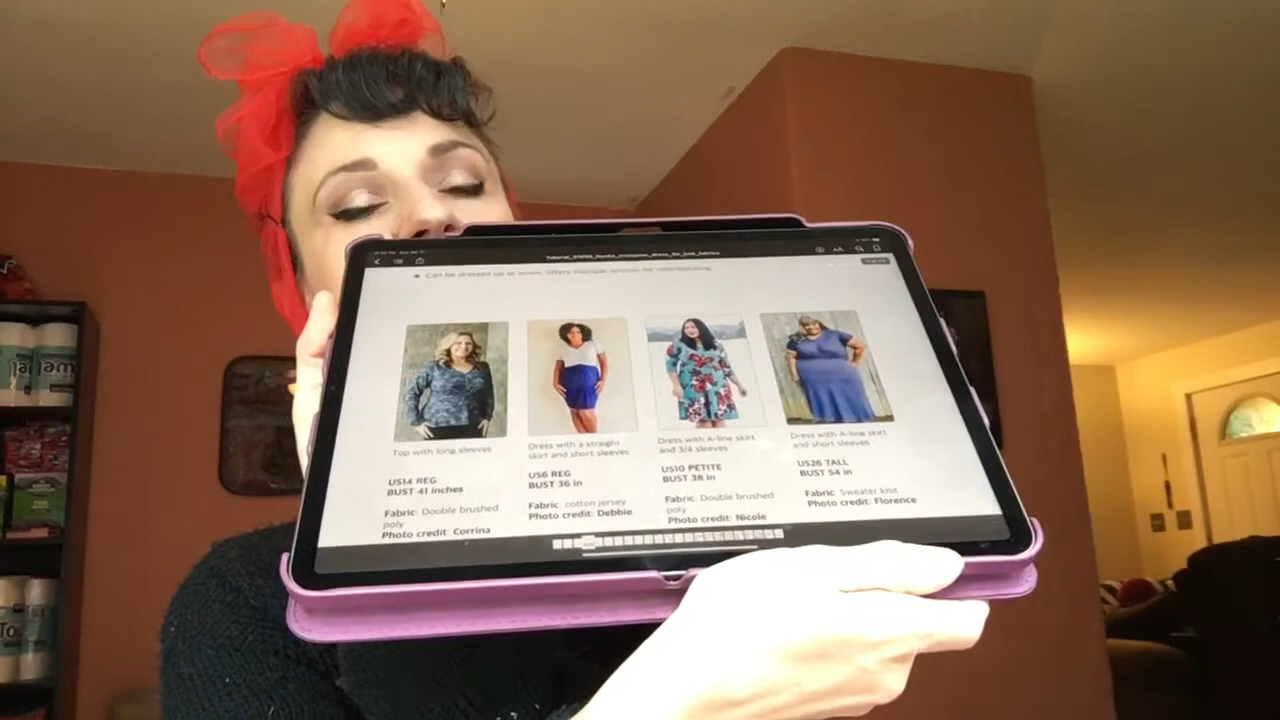 Can be dressed up or down, offers multiple options for colorblocking.
Top with long sleeves
US14 REG
BUST 41 inches
Fabric: Double brushed
poly
Photo credit: Corrina
Dress with a straight
skirt and short sleeves
US6 REG
BUST 36 in
Fabric: cotton jersey
Photo credit: Debbie
Dress with A-line skirt
and 3/4 sleeves
US10 PETITE
BUST 38 in
Fabric: Double brushed
poly
Photo credit: Nicole
Dress with A-line skirt
and short sleeves
US26 TALL
BUST 54 in
Fabric: Sweater knit
Photo credit: Florence